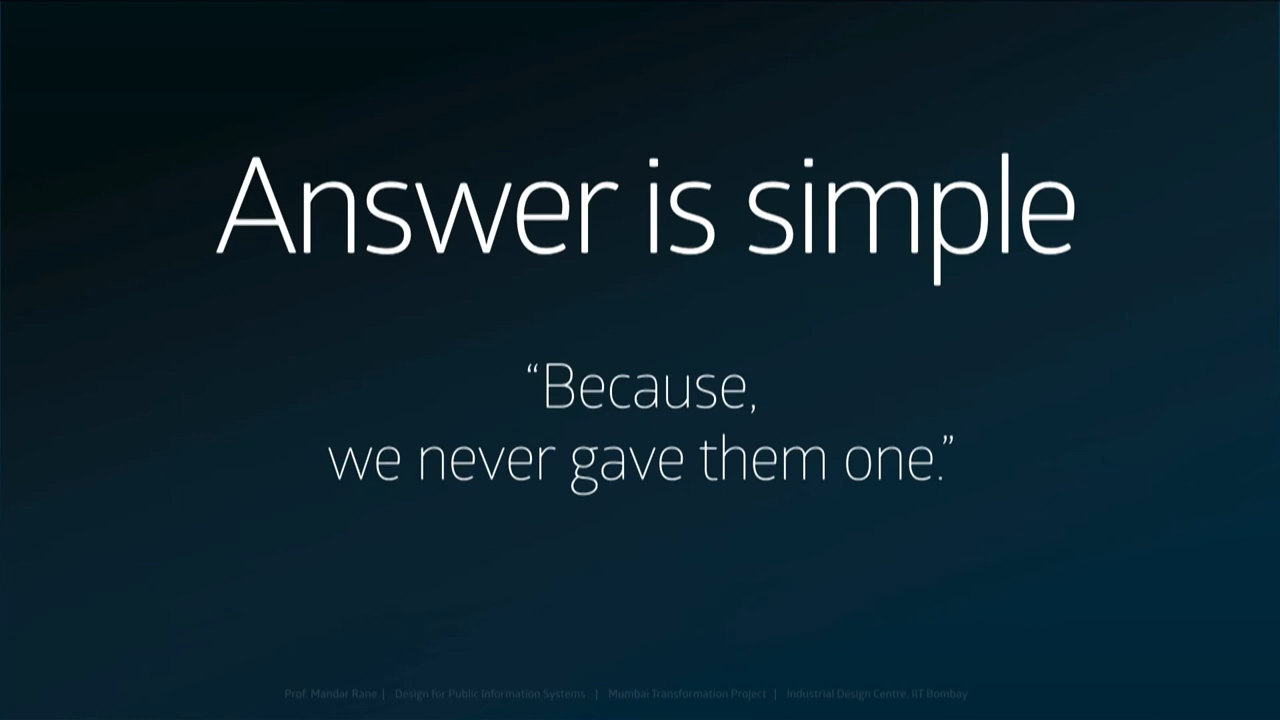 Answer is simple
“Because,
we never gave them one.”
Prof. Mandar Rane | Design for Public Information Systems | Mumbai Transformation Project | Industrial Design Centre, IIT Bombay